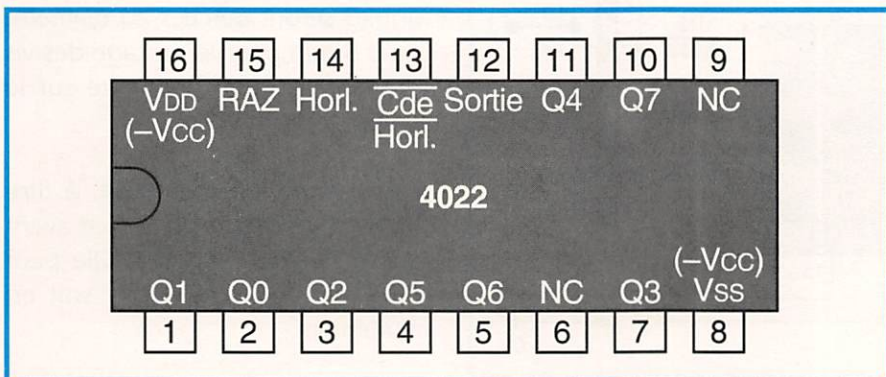 16 15 14 13 12 11 10 9
VDD RAZ Horl. Cde Sortie Q4 Q7 NC
(–VCC) Horl.
4022
(–VCC)
Q1 Q0 Q2 Q5 Q6 NC Q3 VSS
1 2 3 4 5 6 7 8